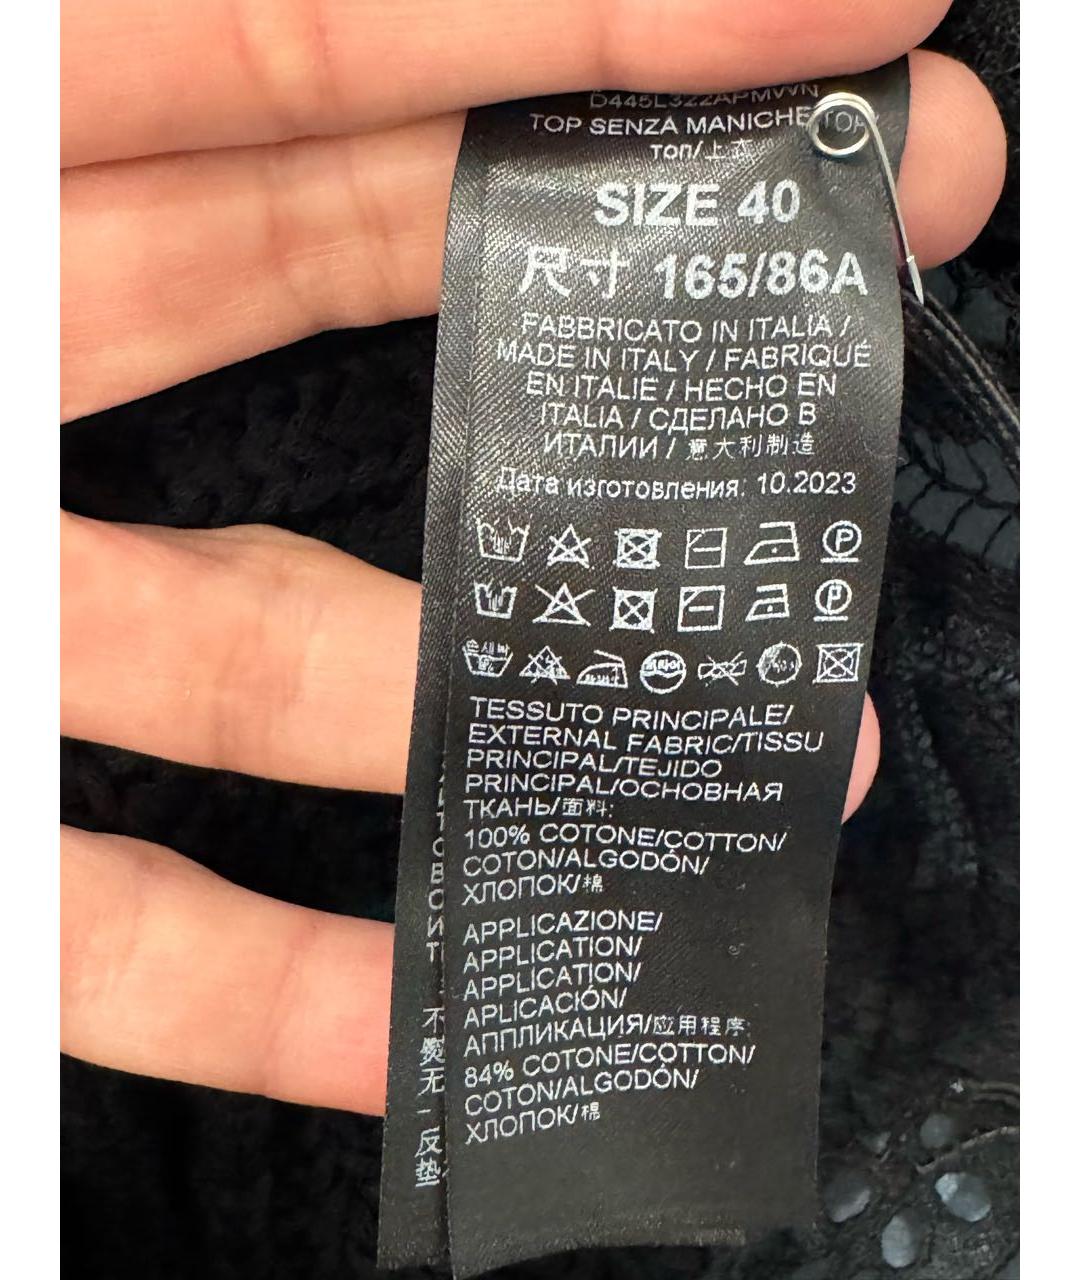 D445L322APMWN
TOP SENZA MANICHE/TOP/
топ/上衣
SIZE 40
尺寸 165/86A
FABBRICATO IN ITALIA /
MADE IN ITALY / FABRIQUÉ
EN ITALIE / HECHO EN
ITALIA / СДЕЛАНО В
ИТАЛИИ / 意大利制造
Дата изготовления: 10.2023
TESSUTO PRINCIPALE/
EXTERNAL FABRIC/TISSU
PRINCIPAL/TEJIDO
PRINCIPAL/ОСНОВНАЯ
ТКАНЬ/面料:
100% COTONE/COTTON/
COTON/ALGODÓN/
ХЛОПОК/棉
APPLICAZIONE/
APPLICATION/
APPLICATION/
APLICACIÓN/
АППЛИКАЦИЯ/应用程序:
84% COTONE/COTTON/
COTON/ALGODÓN/
ХЛОПОК/棉